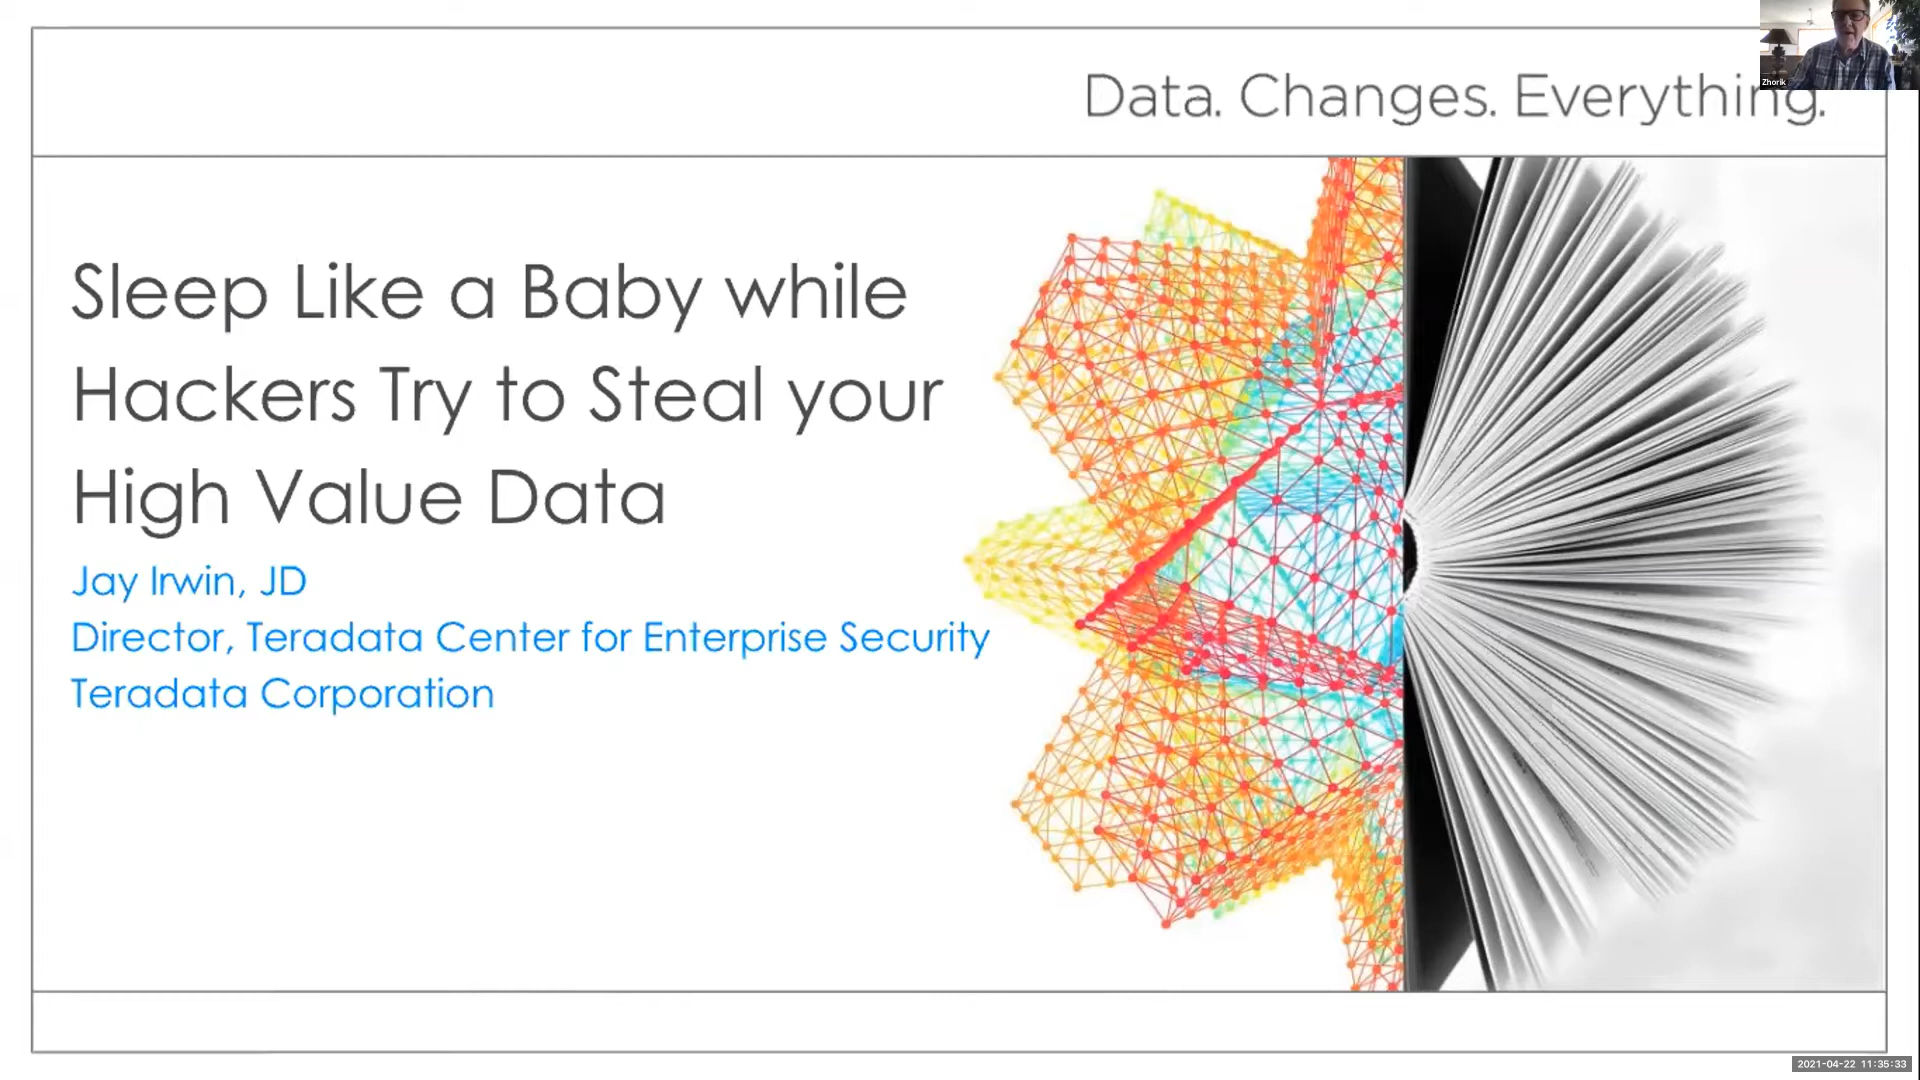 Zhorik
Data. Changes. Everything.
Sleep Like a Baby while
Hackers Try to Steal your
High Value Data
Jay Irwin, JD
Director, Teradata Center for Enterprise Security
Teradata Corporation
2021-04-22 11:35:33